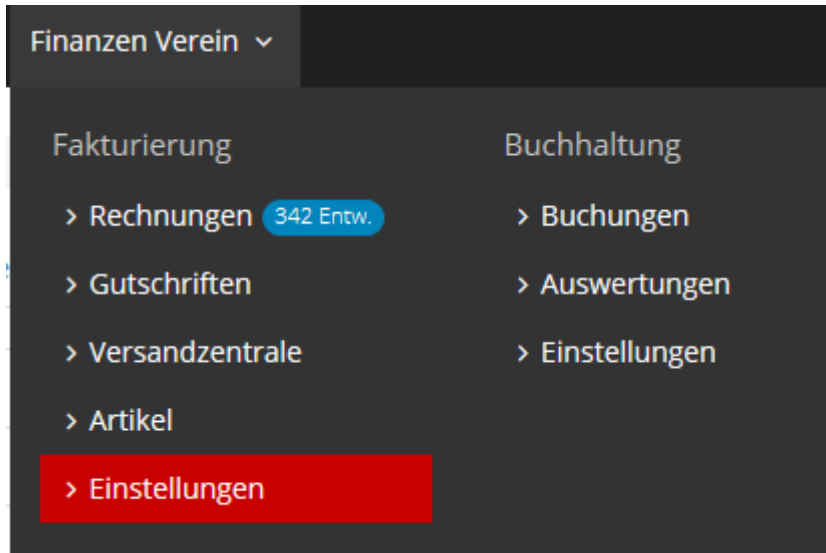 Finanzen Verein
Fakturierung
Rechnungen 342 Entw.
Gutschriften
Versandzentrale
Artikel
Einstellungen
Buchhaltung
Buchungen
Auswertungen
Einstellungen